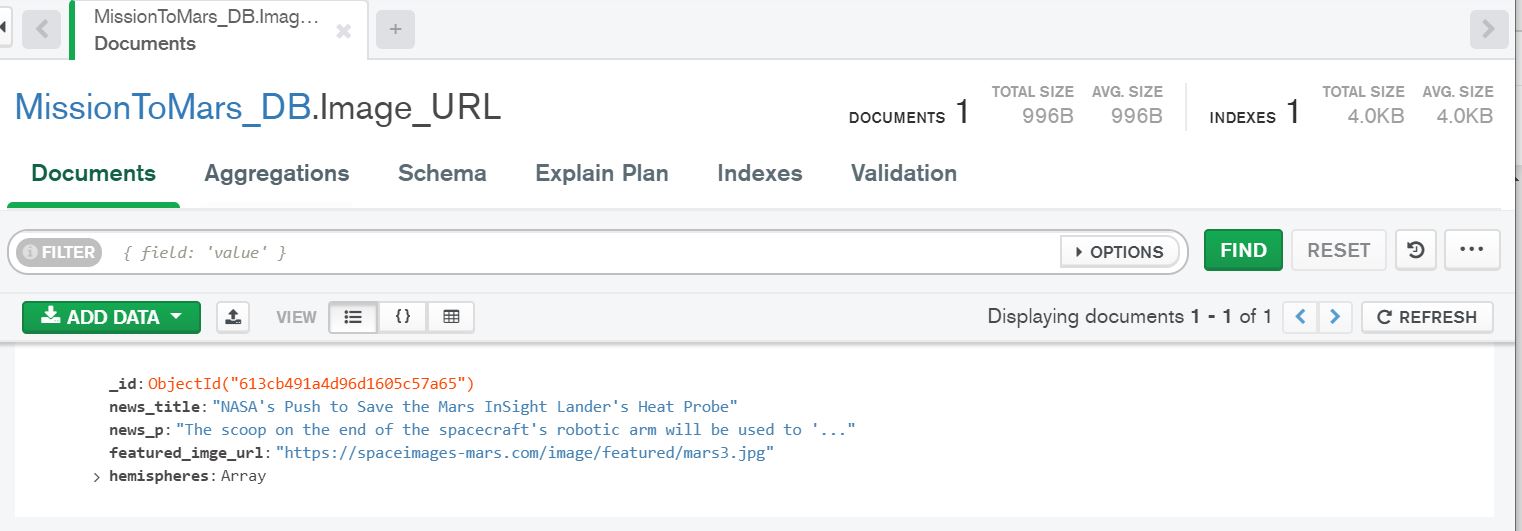 MissionToMars_DB.Imag...
Documents
MissionToMars_DB.Image_URL
DOCUMENTS 1 TOTAL SIZE 996B AVG. SIZE 996B INDEXES 1 TOTAL SIZE 4.0KB AVG. SIZE 4.0KB
Documents Aggregations Schema Explain Plan Indexes Validation
FILTER { field: 'value' } OPTIONS FIND RESET ...
ADD DATA VIEW {} Displaying documents 1 - 1 of 1 REFRESH
_id: ObjectId("613cb491a4d96d1605c57a65")
news_title: "NASA's Push to Save the Mars InSight Lander's Heat Probe"
news_p: "The scoop on the end of the spacecraft's robotic arm will be used to '..."
featured_imge_url: "https://spaceimages-mars.com/image/featured/mars3.jpg"
> hemispheres: Array